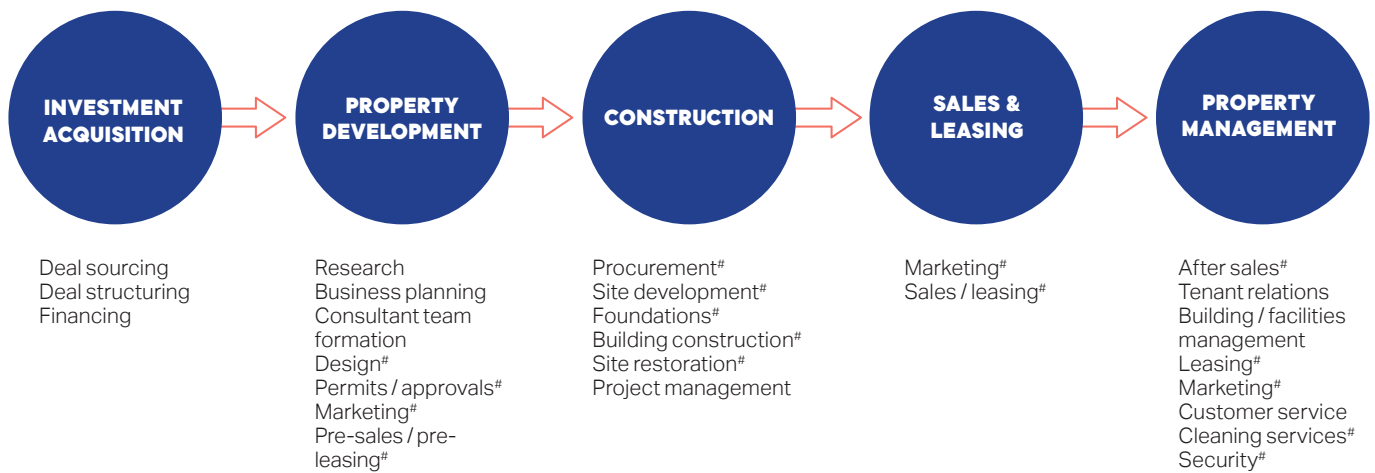 INVESTMENT
ACQUISITION
PROPERTY
DEVELOPMENT
CONSTRUCTION
SALES &
LEASING
PROPERTY
MANAGEMENT
Deal sourcing
Deal structuring
Financing
Research
Business planning
Consultant team
formation
Design#
Permits / approvals#
Marketing#
Pre-sales / pre-
leasing#
Procurement#
Site development#
Foundations#
Building construction#
Site restoration#
Project management
Marketing#
Sales / leasing#
After sales#
Tenant relations
Building / facilities
management
Leasing#
Marketing#
Customer service
Cleaning services#
Security#